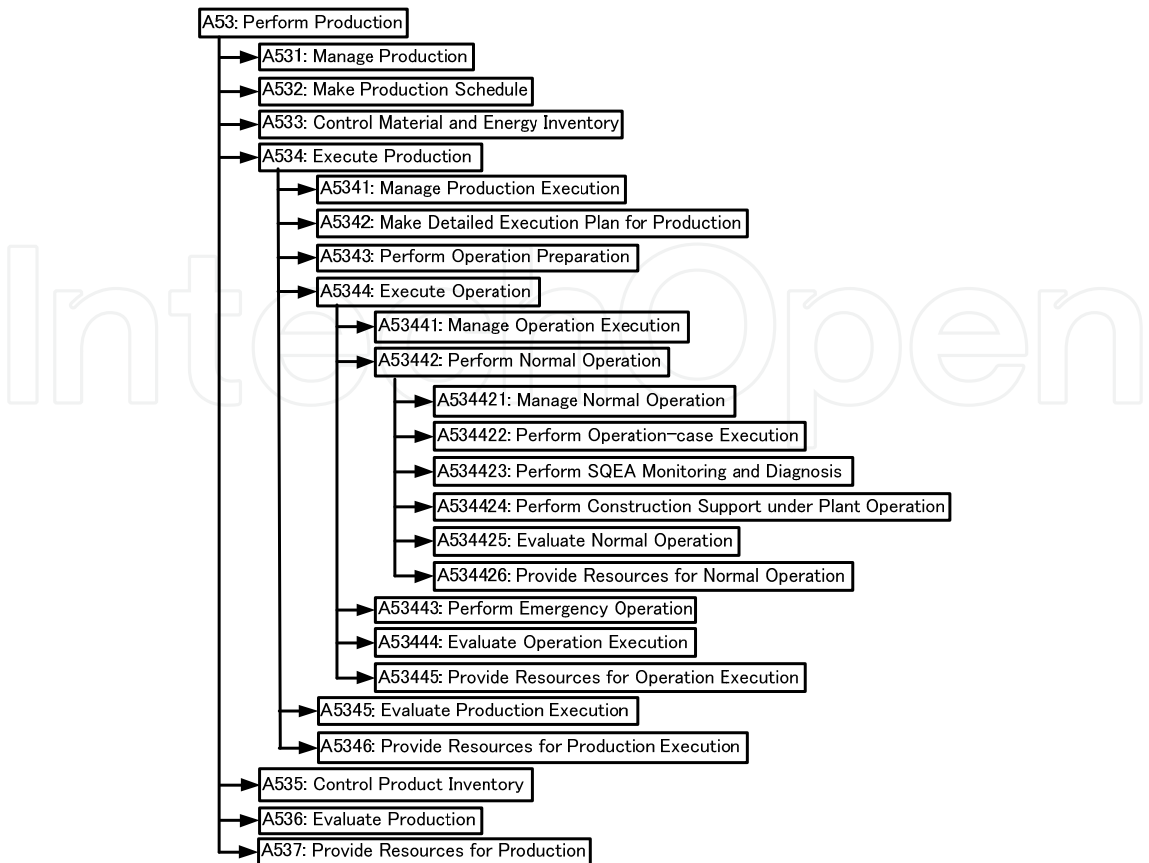 A53: Perform Production
A531: Manage Production
A532: Make Production Schedule
A533: Control Material and Energy Inventory
A534: Execute Production
A5341: Manage Production Execution
A5342: Make Detailed Execution Plan for Production
A5343: Perform Operation Preparation
A5344: Execute Operation
IntechOpen
A53441: Manage Operation Execution
A53442: Perform Normal Operation
A534421: Manage Normal Operation
A534422: Perform Operation-case Execution
A534423: Perform SQEA Monitoring and Diagnosis
A534424: Perform Construction Support under Plant Operation
A534425: Evaluate Normal Operation
A534426: Provide Resources for Normal Operation
A53443: Perform Emergency Operation
A53444: Evaluate Operation Execution
A53445: Provide Resources for Operation Execution
A5345: Evaluate Production Execution
A5346: Provide Resources for Production Execution
A535: Control Product Inventory
A536: Evaluate Production
A537: Provide Resources for Production